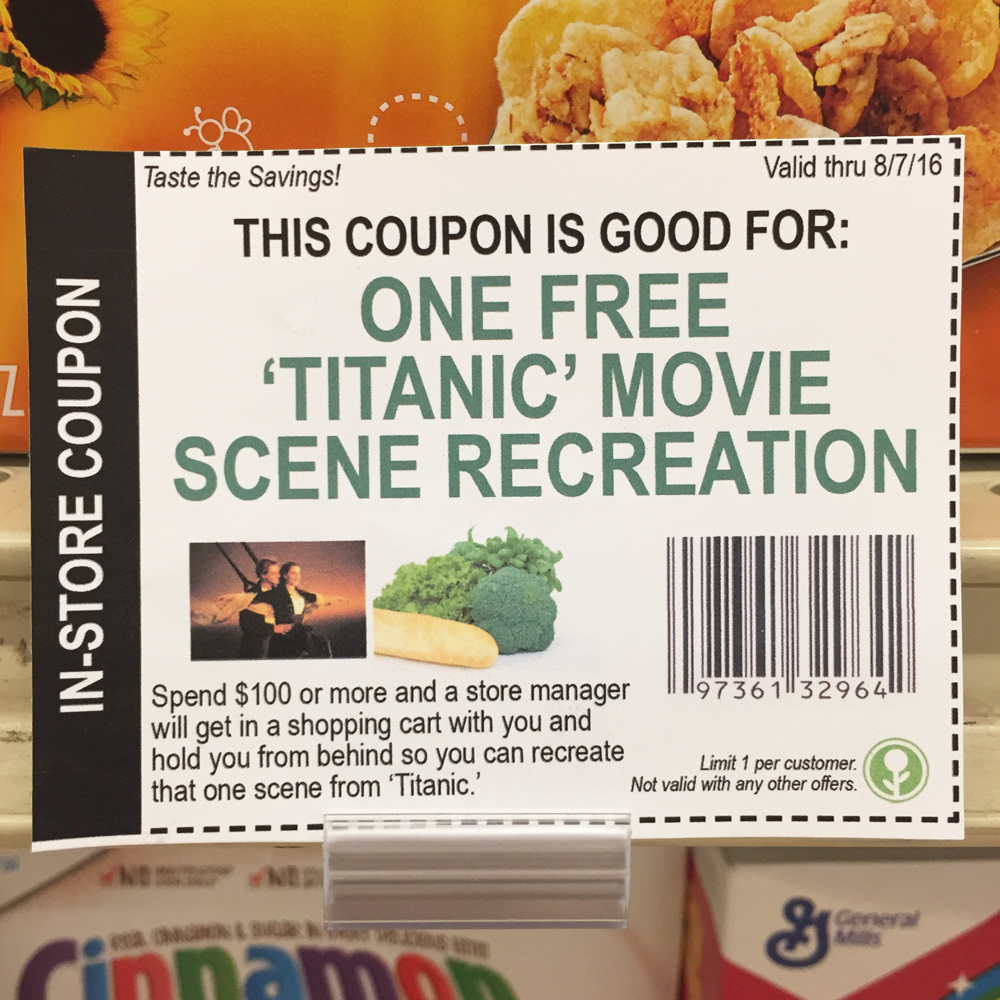 Taste the Savings!
Valid thru 8/7/16
IN-STORE COUPON
THIS COUPON IS GOOD FOR:
ONE FREE
‘TITANIC’ MOVIE
SCENE RECREATION
97361 32964
Spend $100 or more and a store manager
will get in a shopping cart with you and
hold you from behind so you can recreate
that one scene from ‘Titanic.’
Limit 1 per customer.
Not valid with any other offers.
NO
NO
Cinnamon
General
Mills